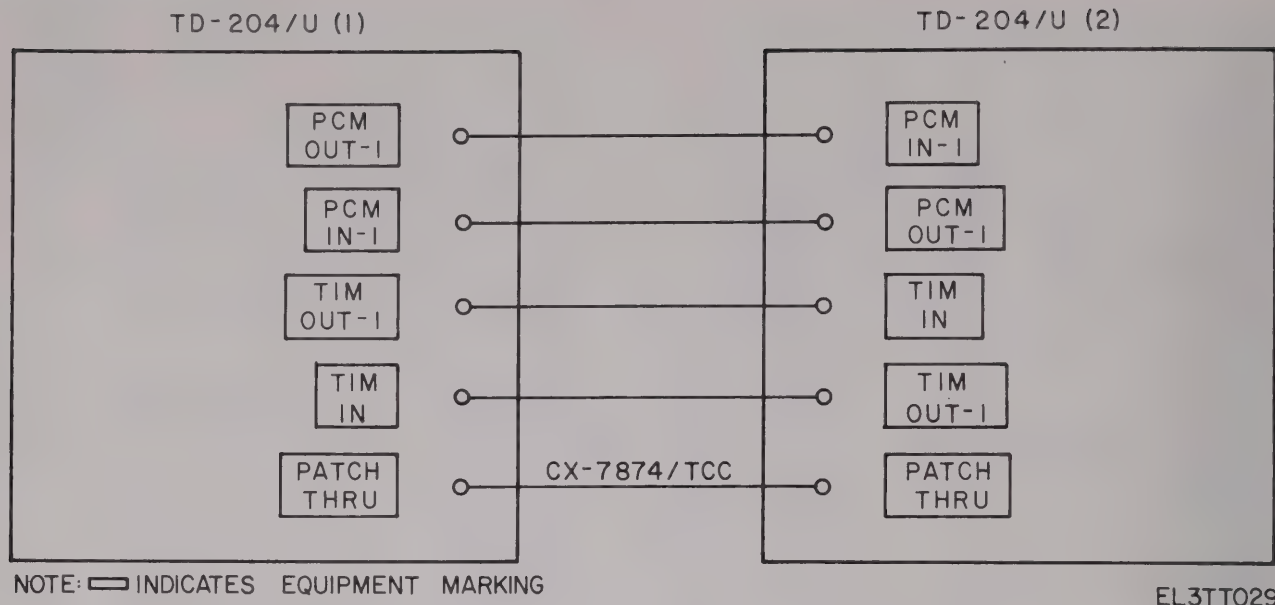 TD-204/U (1)
TD-204/U (2)
PCM
OUT-1
PCM
IN-1
PCM
IN-1
PCM
OUT-1
TIM
OUT-1
TIM
IN
TIM
IN
TIM
OUT-1
PATCH
THRU
CX-7874/TCC
PATCH
THRU
NOTE: INDICATES EQUIPMENT MARKING
EL3TT029